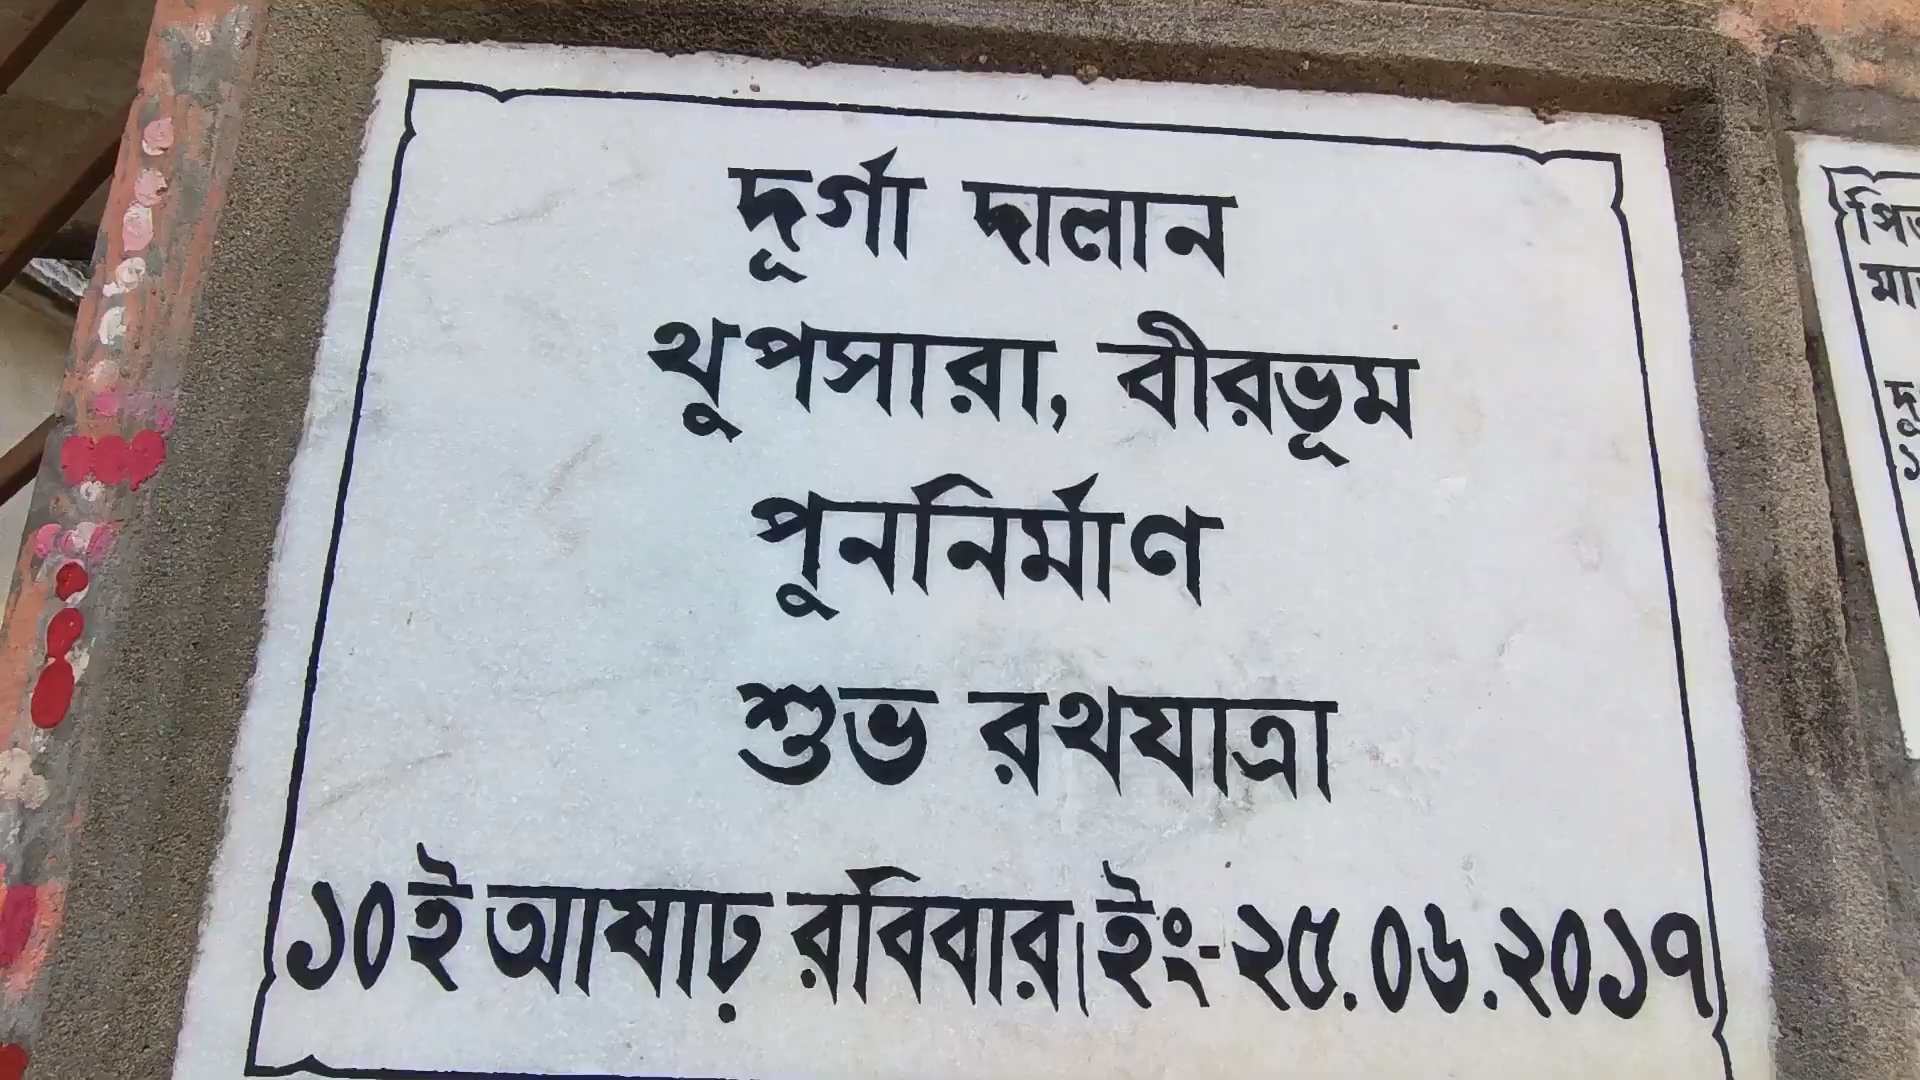 দূর্গা দালান
থুপসারা, বীরভূম
পুননির্মাণ
শুভ রথযাত্রা
১০ই আষাঢ় রবিবার। ইং-২৫.০৬.২০১৭